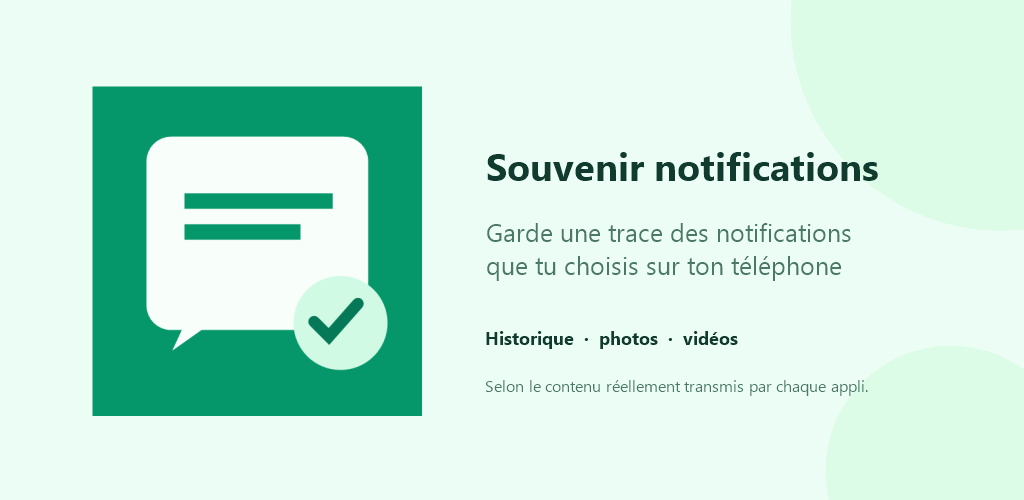 Souvenir notifications
Garde une trace des notifications
que tu choisis sur ton téléphone
Historique · photos · vidéos
Selon le contenu réellement transmis par chaque appli.